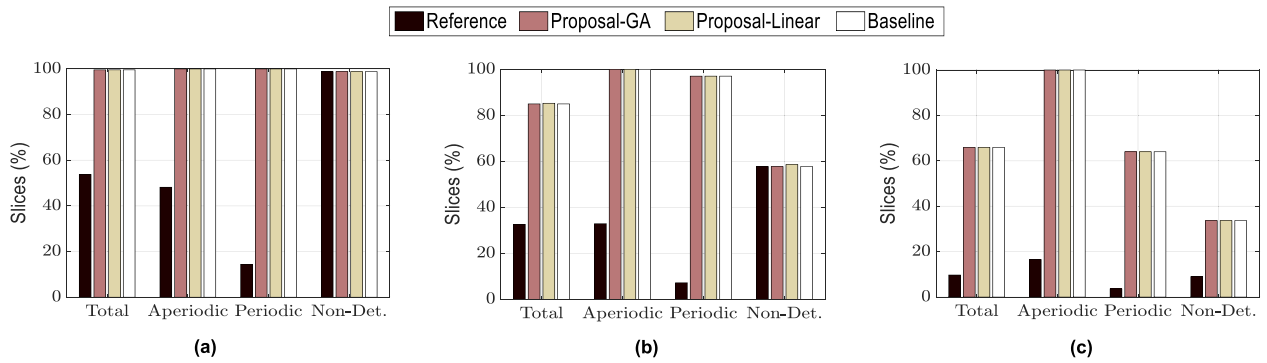 Reference Proposal-GA Proposal-Linear Baseline
100
80
60
40
20
0
Slices (%)
Total Aperiodic Periodic Non-Det.
(a)
100
80
60
40
20
0
Slices (%)
Total Aperiodic Periodic Non-Det.
(b)
100
80
60
40
20
0
Slices (%)
Total Aperiodic Periodic Non-Det.
(c)